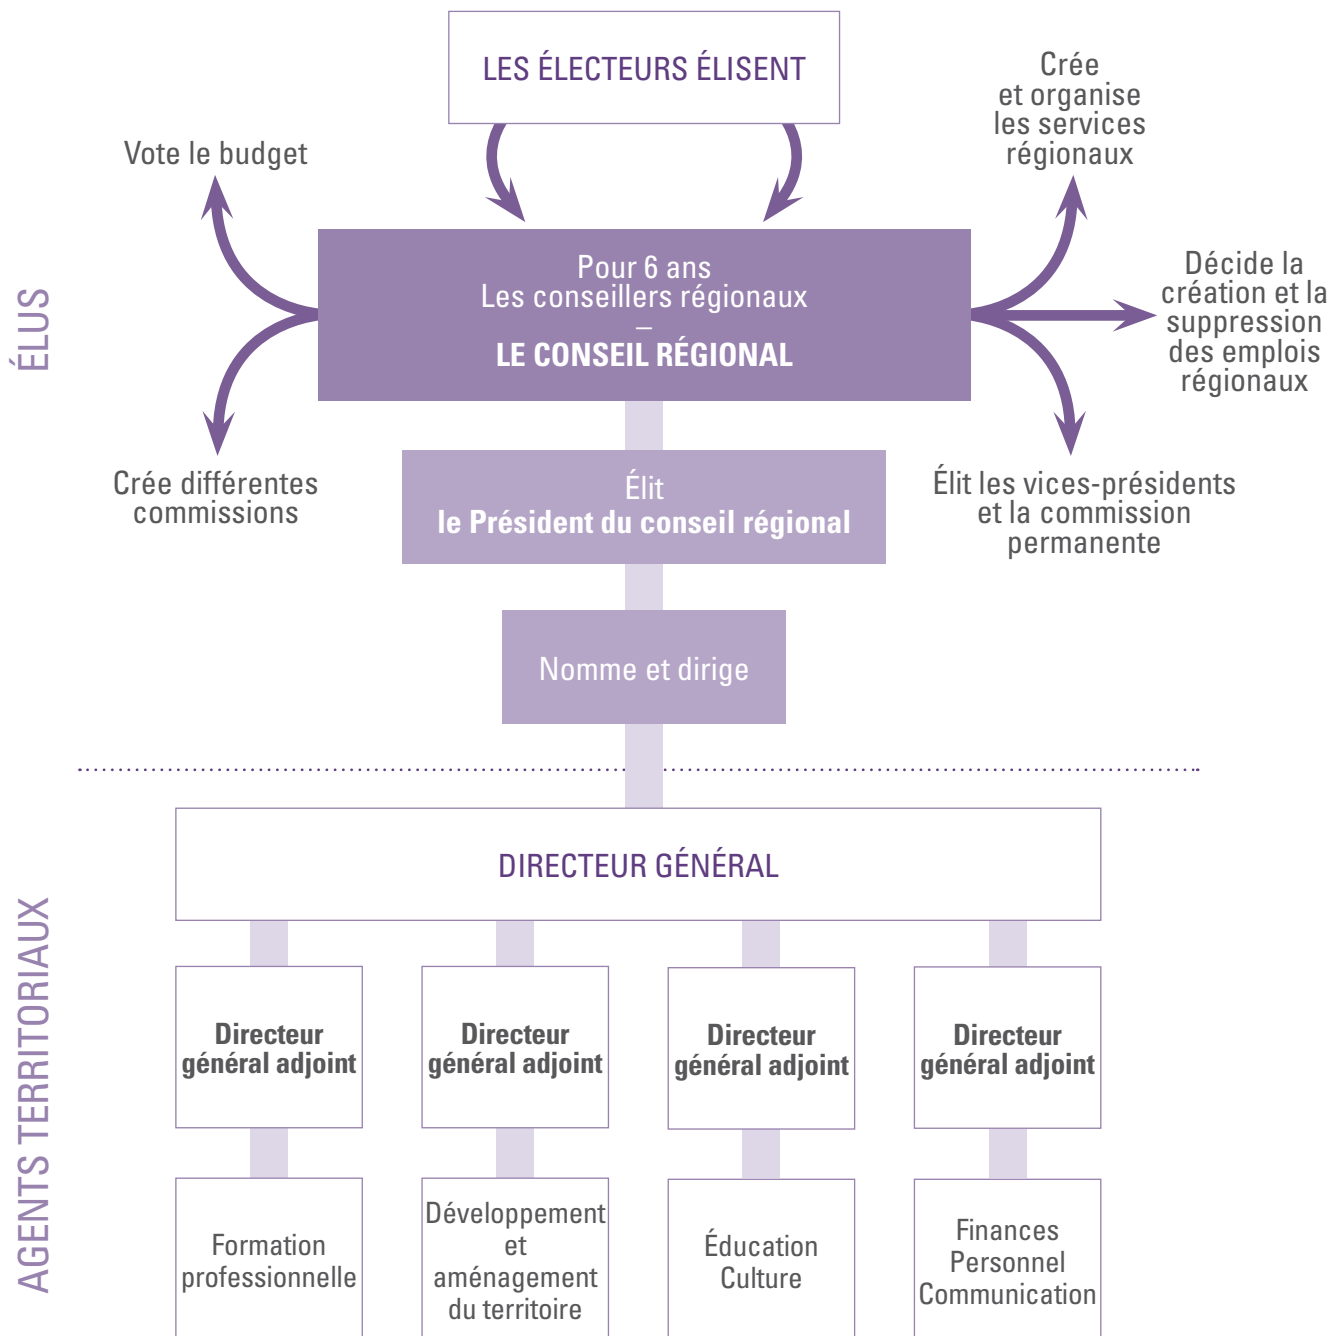 LES ÉLECTEURS ÉLISENT
Vote le budget
Crée
et organise
les services
régionaux
ÉLUS
Pour 6 ans
Les conseillers régionaux
–
LE CONSEIL RÉGIONAL
Décide la
création et la
suppression
des emplois
régionaux
Crée différentes
commissions
Élit
le Président du conseil régional
Élit les vices-présidents
et la commission
permanente
Nomme et dirige
AGENTS TERRITORIAUX
DIRECTEUR GÉNÉRAL
Directeur
général adjoint
Directeur
général adjoint
Directeur
général adjoint
Directeur
général adjoint
Formation
professionnelle
Développement
et
aménagement
du territoire
Éducation
Culture
Finances
Personnel
Communication